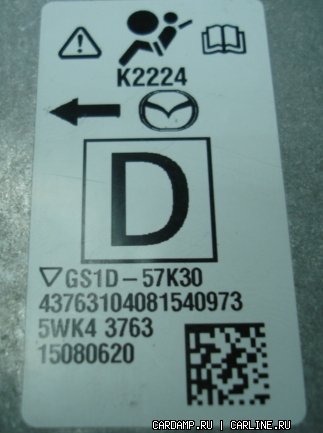 K2224
D
▽GS1D-57K30
43763104081540973
5WK4 3763
15080620
CARDAMP.RU | CARLINE.RU